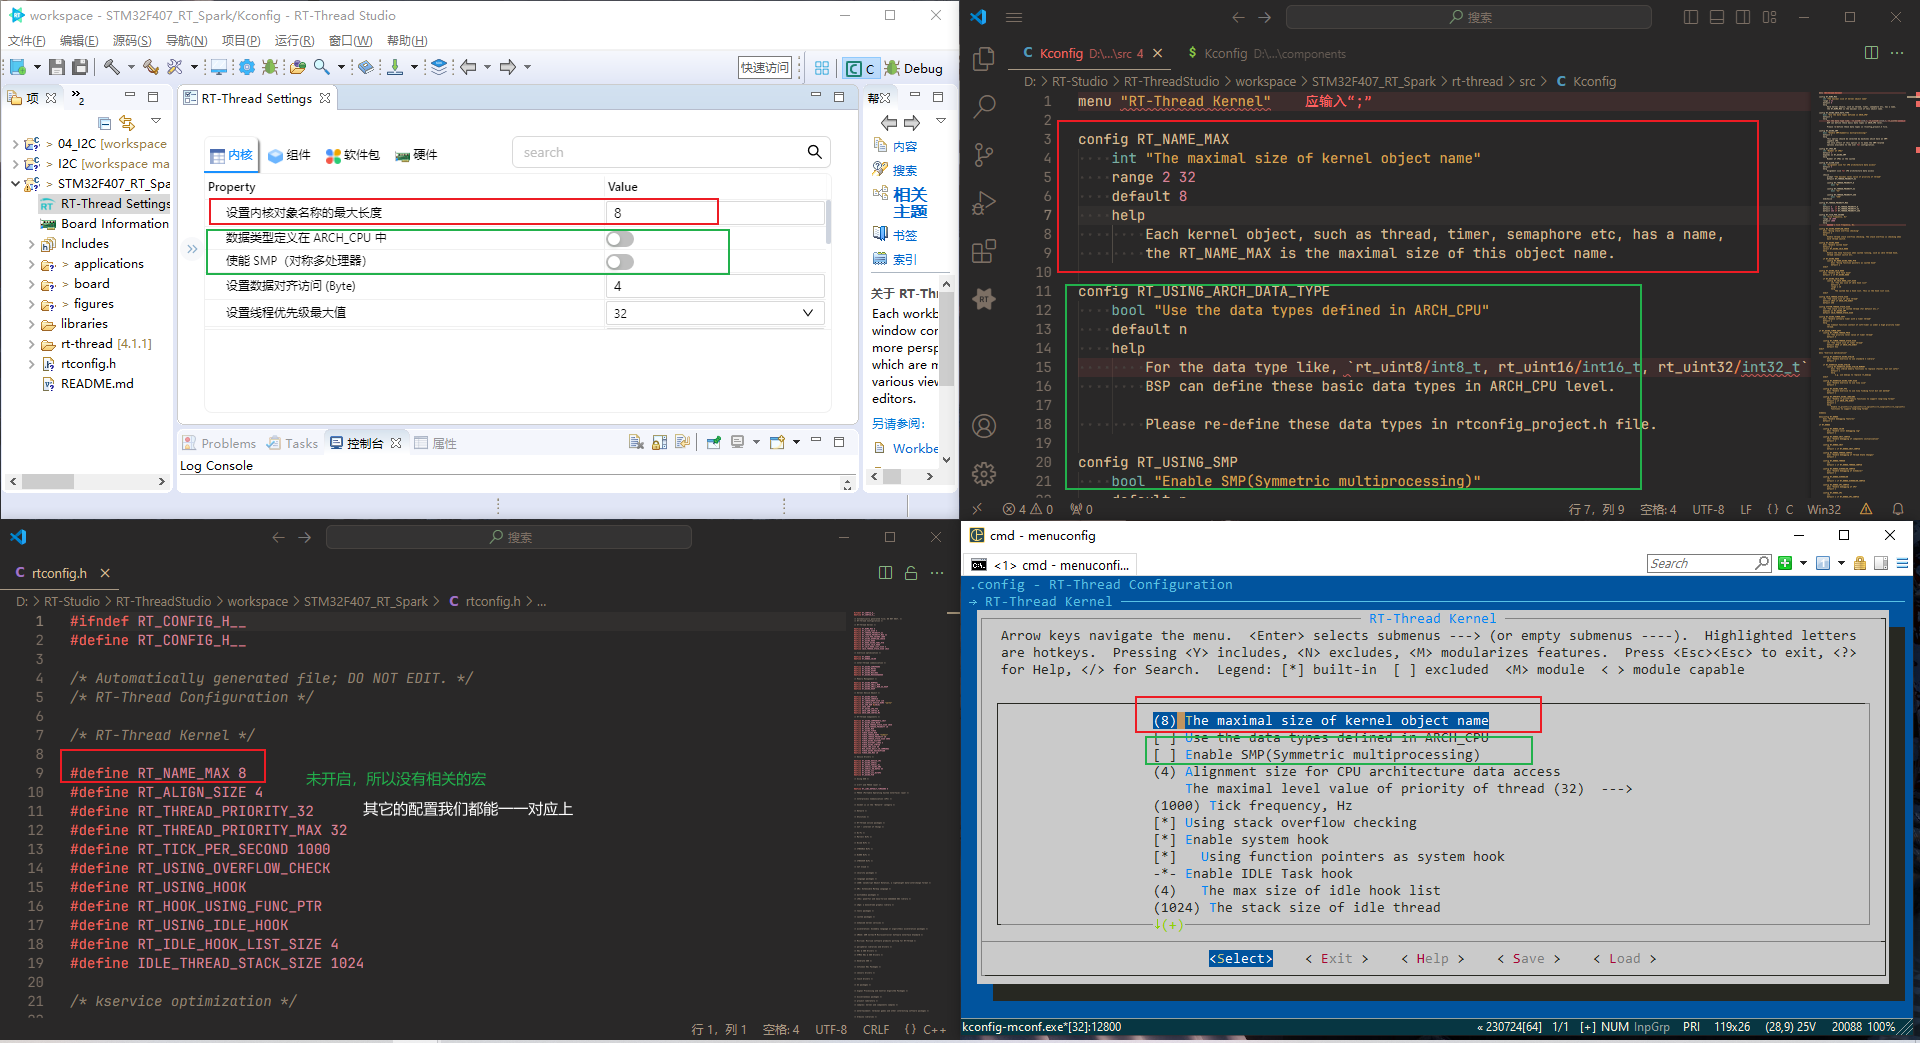 workspace - STM32F407_RT_Spark/Kconfig - RT-Thread Studio
文件(F) 编辑(E) 源码(S) 导航(N) 项目(P) 运行(R) 窗口(W) 帮助(H)
快速访问 C Debug
项 2
04_I2C [workspace
I2C [workspace ma
STM32F407_RT_Spa
RT-Thread Settings
Board Information
Includes
applications
board
figures
libraries
rt-thread [4.1.1]
rtconfig.h
README.md
RT-Thread Settings
内核 组件 软件包 硬件 search
Property Value
设置内核对象名称的最大长度 8
数据类型定义在 ARCH_CPU 中
使能 SMP（对称多处理器）
设置数据对齐访问 (Byte) 4
设置线程优先级最大值 32
Problems Tasks 控制台 属性
Log Console
帮
内容
搜索
相关
主题
书签
索引
关于 RT-Thr
Each workb
window con
more persp
which are m
various view
editors.
另请参阅:
Workbe
搜索
Kconfig D:\...\src 4 Kconfig D:\...\components
D: > RT-Studio > RT-ThreadStudio > workspace > STM32F407_RT_Spark > rt-thread > src > C Kconfig
1 menu "RT-Thread Kernel" 应输入“;”
2
3 config RT_NAME_MAX
4 int "The maximal size of kernel object name"
5 range 2 32
6 default 8
7 help
8 Each kernel object, such as thread, timer, semaphore etc, has a name,
9 the RT_NAME_MAX is the maximal size of this object name.
10
11 config RT_USING_ARCH_DATA_TYPE
12 bool "Use the data types defined in ARCH_CPU"
13 default n
14 help
15 For the data type like, `rt_uint8/int8_t, rt_uint16/int16_t, rt_uint32/int32_t`
16 BSP can define these basic data types in ARCH_CPU level.
17
18 Please re-define these data types in rtconfig_project.h file.
19
20 config RT_USING_SMP
21 bool "Enable SMP(Symmetric multiprocessing)"
22 default n
4 0 0 行 7，列 9 空格: 4 UTF-8 LF {} C Win32
搜索
C rtconfig.h
D: > RT-Studio > RT-ThreadStudio > workspace > STM32F407_RT_Spark > C rtconfig.h > ...
1 #ifndef RT_CONFIG_H__
2 #define RT_CONFIG_H__
3
4 /* Automatically generated file; DO NOT EDIT. */
5 /* RT-Thread Configuration */
6
7 /* RT-Thread Kernel */
8
9 #define RT_NAME_MAX 8 未开启，所以没有相关的宏
10 #define RT_ALIGN_SIZE 4
11 #define RT_THREAD_PRIORITY_32 其它的配置我们都能一一对应上
12 #define RT_THREAD_PRIORITY_MAX 32
13 #define RT_TICK_PER_SECOND 1000
14 #define RT_USING_OVERFLOW_CHECK
15 #define RT_USING_HOOK
16 #define RT_HOOK_USING_FUNC_PTR
17 #define RT_USING_IDLE_HOOK
18 #define RT_IDLE_HOOK_LIST_SIZE 4
19 #define IDLE_THREAD_STACK_SIZE 1024
20
21 /* kservice optimization */
行 1，列 1 空格: 4 UTF-8 CRLF {} C++
cmd - menuconfig
<1> cmd - menuconfi... Search
.config - RT-Thread Configuration
→ RT-Thread Kernel
RT-Thread Kernel
Arrow keys navigate the menu. <Enter> selects submenus ---> (or empty submenus ----). Highlighted letters
are hotkeys. Pressing <Y> includes, <N> excludes, <M> modularizes features. Press <Esc><Esc> to exit, <?>
for Help, </> for Search. Legend: [*] built-in [ ] excluded <M> module < > module capable
(8) The maximal size of kernel object name
[ ] Use the data types defined in ARCH_CPU
[ ] Enable SMP(Symmetric multiprocessing)
(4) Alignment size for CPU architecture data access
The maximal level value of priority of thread (32) --->
(1000) Tick frequency, Hz
[*] Using stack overflow checking
[*] Enable system hook
[*] Using function pointers as system hook
-*- Enable IDLE Task hook
(4) The max size of idle hook list
(1024) The stack size of idle thread
↓(+)
<Select> < Exit > < Help > < Save > < Load >
kconfig-mconf.exe*[32]:12800 « 230724[64] 1/1 [+] NUM InpGrp PRI 119x26 (28,9) 25V 20088 100%